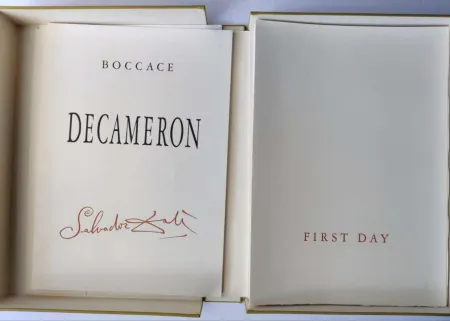 BOCCACE
DECAMERON
Salvador Dalí
FIRST DAY